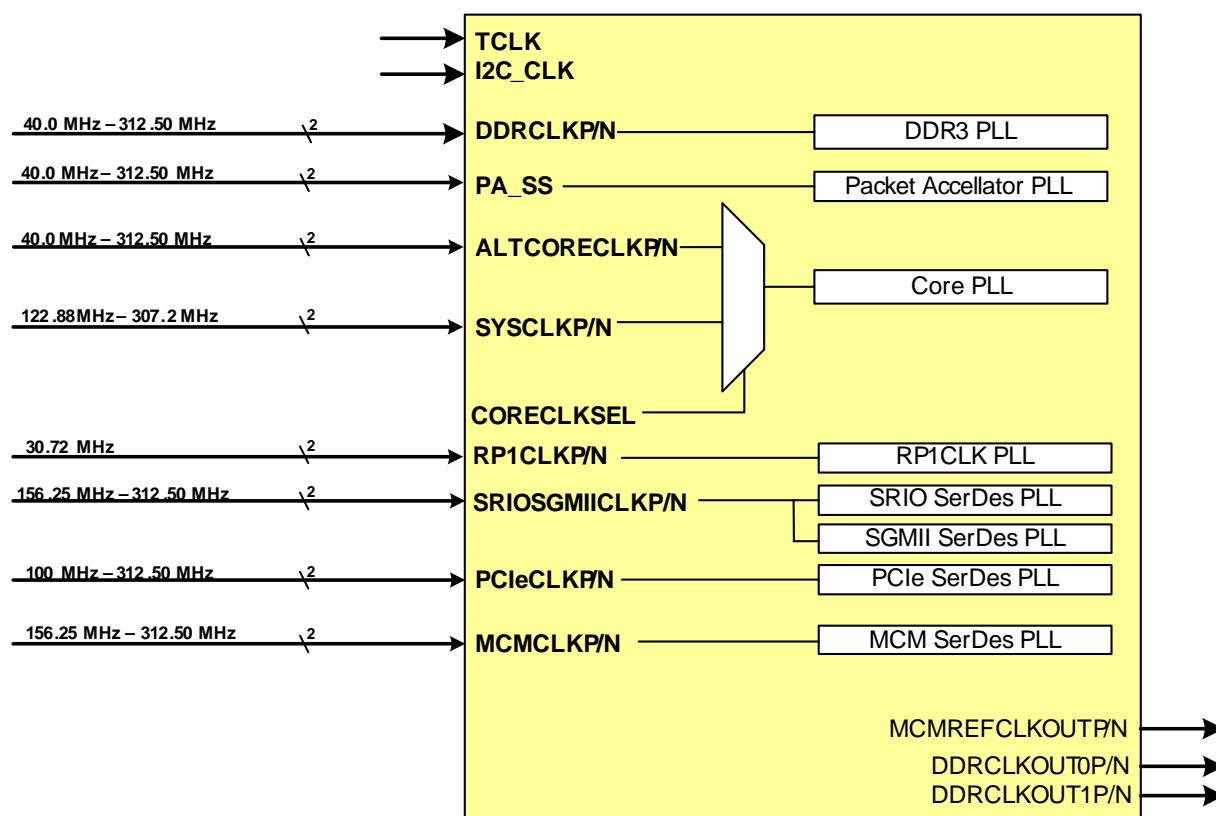 TCLK
I2C_CLK
40.0 MHz – 312.50 MHz 2 DDRCLKP/N DDR3 PLL
40.0 MHz – 312.50 MHz 2 PA_SS Packet Accellator PLL
40.0 MHz – 312.50 MHz 2 ALTCORECLKP/N
Core PLL
122.88MHz – 307.2 MHz 2 SYSCLKP/N
CORECLKSEL
30.72 MHz 2 RP1CLKP/N RP1CLK PLL
156.25 MHz – 312.50 MHz 2 SRIOSGMIICLKP/N SRIO SerDes PLL
SGMII SerDes PLL
100 MHz – 312.50 MHz 2 PCIeCLKP/N PCIe SerDes PLL
156.25 MHz – 312.50 MHz 2 MCMCLKP/N MCM SerDes PLL
MCMREFCLKOUTP/N
DDRCLKOUT0P/N
DDRCLKOUT1P/N